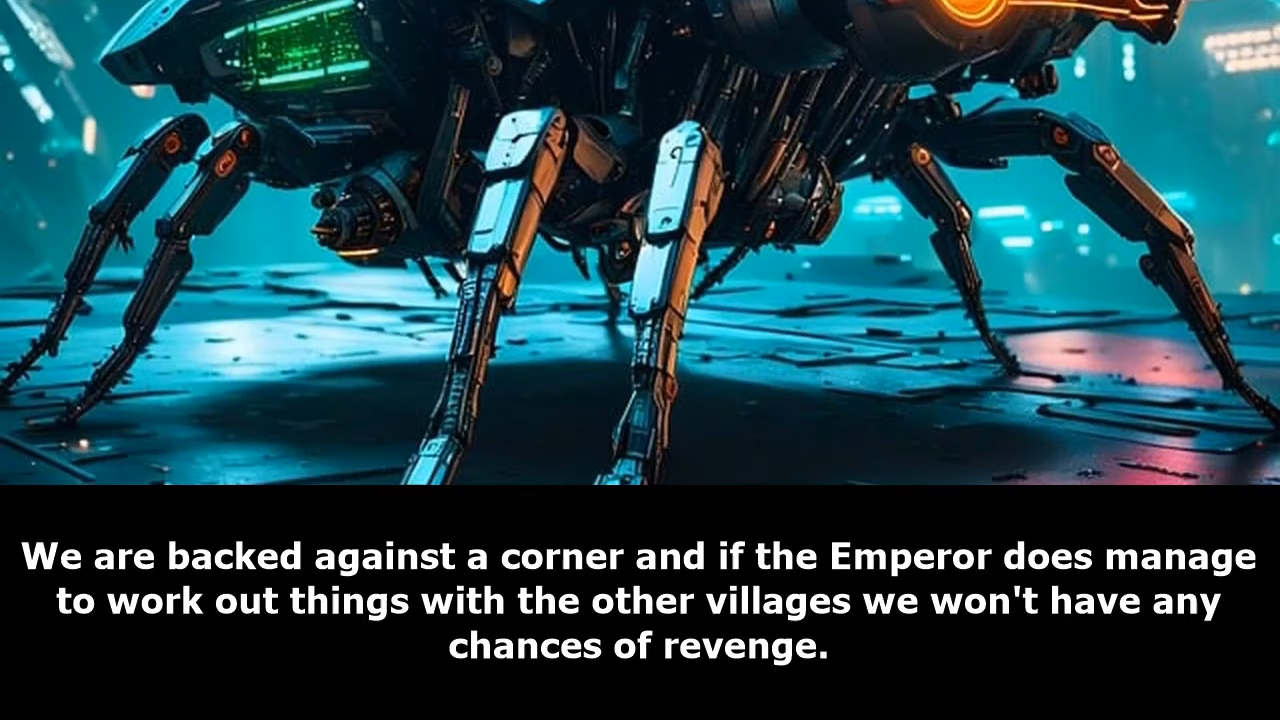 We are backed against a corner and if the Emperor does manage
to work out things with the other villages we won't have any
chances of revenge.